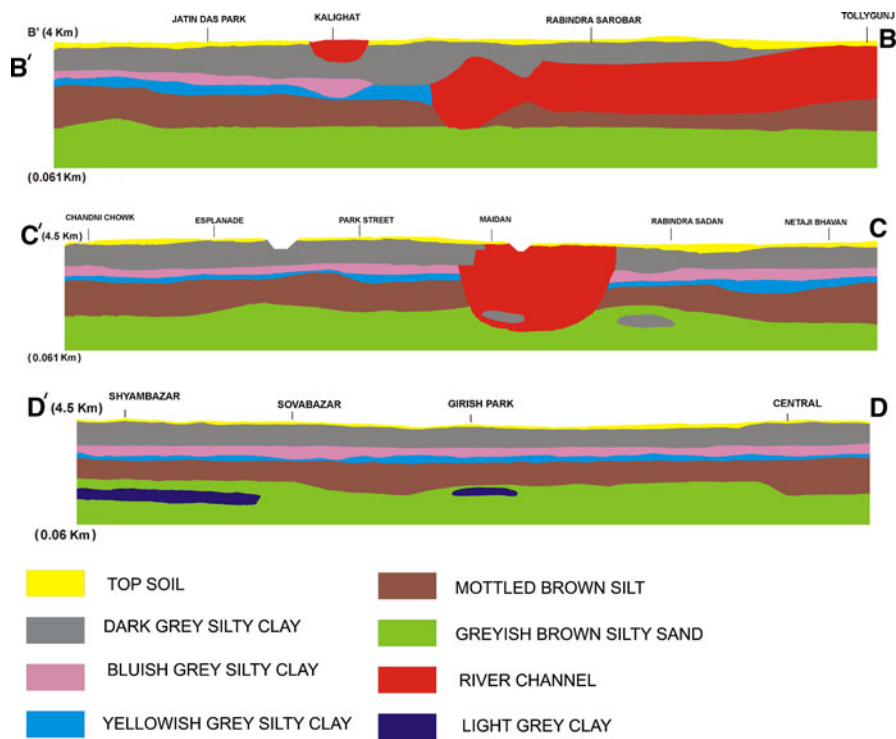 JATIN DAS PARK KALIGHAT RABINDRA SAROBAR TOLLYGUNJ
B' (4 Km)
B' B
(0.061 Km)
CHANDNI CHOWK ESPLANADE PARK STREET MAIDAN RABINDRA SADAN NETAJI BHAVAN
C' (4.5 Km) C
(0.061 Km)
SHYAMBAZAR SOVABAZAR GIRISH PARK CENTRAL
D' (4.5 Km) D
(0.06 Km)
TOP SOIL
DARK GREY SILTY CLAY
BLUISH GREY SILTY CLAY
YELLOWISH GREY SILTY CLAY
MOTTLED BROWN SILT
GREYISH BROWN SILTY SAND
RIVER CHANNEL
LIGHT GREY CLAY